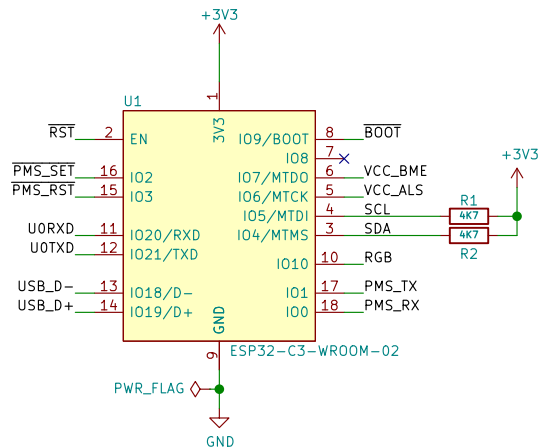 +3V3
U1
1
3V3
RST 2 EN IO9/BOOT 8 BOOT
IO8 7
PMS_SET 16 IO2 IO7/MTDO 6 VCC_BME
PMS_RST 15 IO3 IO6/MTCK 5 VCC_ALS
+3V3
IO5/MTDI 4 SCL R1 4K7
U0RXD 11 IO20/RXD IO4/MTMS 3 SDA 4K7 R2
U0TXD 12 IO21/TXD
IO10 10 RGB
USB_D- 13 IO18/D- IO1 17 PMS_TX
USB_D+ 14 IO19/D+ IO0 18 PMS_RX
GND
9
ESP32-C3-WROOM-02
PWR_FLAG
GND